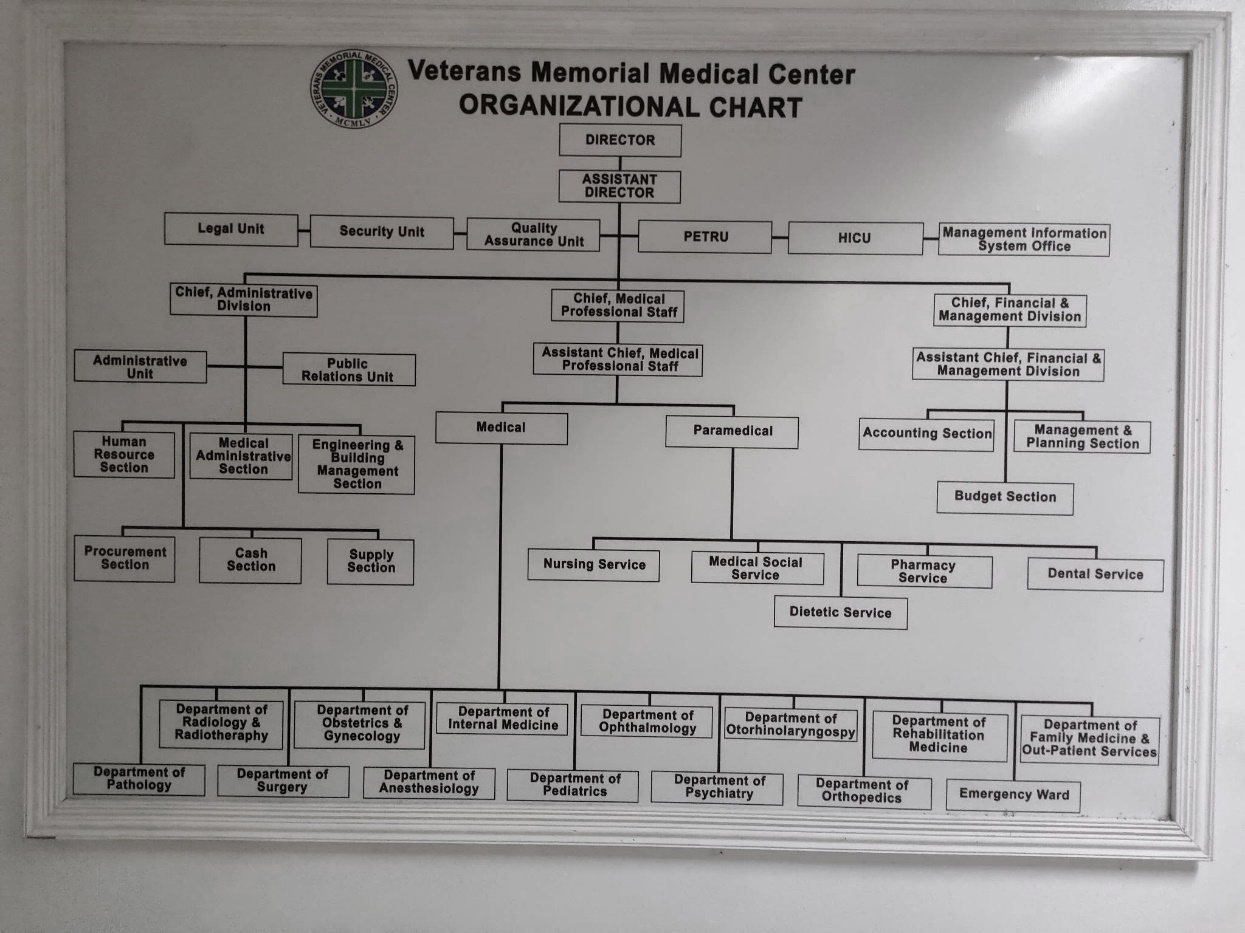 VETERANS MEMORIAL MEDICAL CENTER
· MCMLV ·
Veterans Memorial Medical Center
ORGANIZATIONAL CHART
DIRECTOR
ASSISTANT
DIRECTOR
Legal Unit
Security Unit
Quality
Assurance Unit
PETRU
HICU
Management Information
System Office
Chief, Administrative
Division
Chief, Medical
Professional Staff
Chief, Financial &
Management Division
Administrative
Unit
Public
Relations Unit
Assistant Chief, Medical
Professional Staff
Assistant Chief, Financial &
Management Division
Human
Resource
Section
Medical
Administrative
Section
Engineering &
Building
Management
Section
Medical
Paramedical
Accounting Section
Management &
Planning Section
Budget Section
Procurement
Section
Cash
Section
Supply
Section
Nursing Service
Medical Social
Service
Pharmacy
Service
Dental Service
Dietetic Service
Department of
Radiology &
Radiotheraphy
Department of
Obstetrics &
Gynecology
Department of
Internal Medicine
Department of
Ophthalmology
Department of
Otorhinolaryngospy
Department of
Rehabilitation
Medicine
Department of
Family Medicine &
Out-Patient Services
Department of
Pathology
Department of
Surgery
Department of
Anesthesiology
Department of
Pediatrics
Department of
Psychiatry
Department of
Orthopedics
Emergency Ward